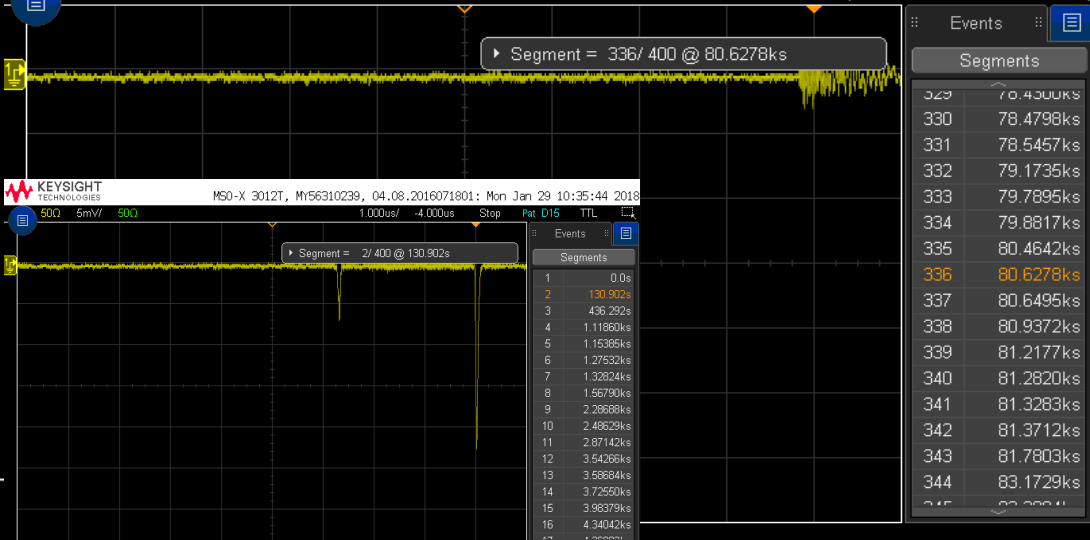 Segment = 336/ 400 @ 80.6278ks
Events
Segments
330 78.4798ks
331 78.5457ks
332 79.1735ks
333 79.7895ks
334 79.8817ks
335 80.4642ks
336 80.6278ks
337 80.6495ks
338 80.9372ks
339 81.2177ks
340 81.2820ks
341 81.3283ks
342 81.3712ks
343 81.7803ks
344 83.1729ks
KEYSIGHT
TECHNOLOGIES
MSO-X 3012T, MY56310239, 04.08.2016071801: Mon Jan 29 10:35:44 2018
50Ω 5mV/ 50Ω 1.000us/ -4.000us Stop Pat D15 TTL
Segment = 2/ 400 @ 130.902s
Events
Segments
1 0.0s
2 130.902s
3 436.292s
4 1.11860ks
5 1.15385ks
6 1.27532ks
7 1.32824ks
8 1.56790ks
9 2.28688ks
10 2.48629ks
11 2.87142ks
12 3.54266ks
13 3.58684ks
14 3.72550ks
15 3.98379ks
16 4.34042ks